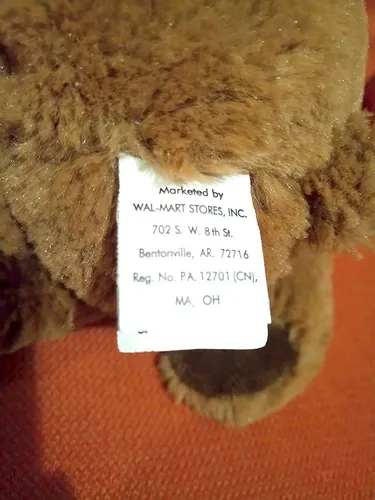 Marketed by
WAL-MART STORES, INC.
702 S. W. 8th St.
Bentonville, AR 72716
Reg. No. PA 12701 (CN),
MA, OH